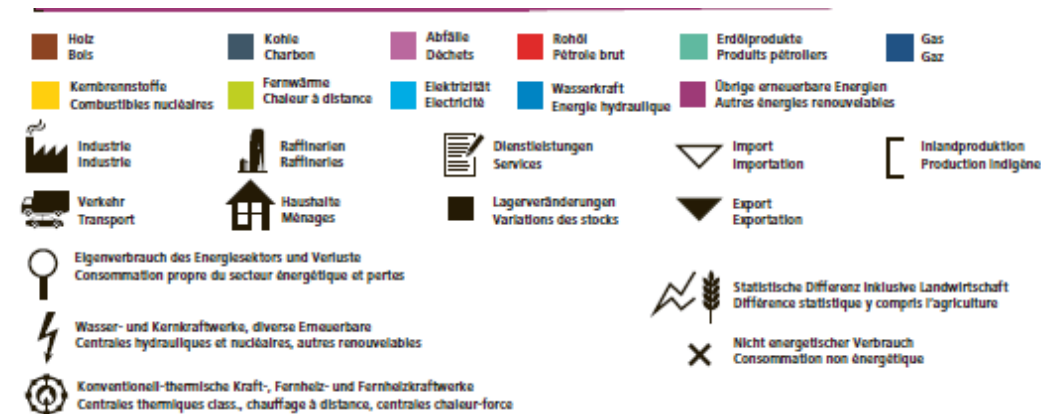 Holz
Bois
Kohle
Charbon
Abfälle
Déchets
Rohöl
Pétrole brut
Erdölprodukte
Produits pétroliers
Gas
Gaz
Kernbrennstoffe
Combustibles nucléaires
Fernwärme
Chaleur à distance
Elektrizität
Electricité
Wasserkraft
Energie hydraulique
Übrige erneuerbare Energien
Autres énergies renouvelables
Industrie
Industrie
Raffinerien
Raffineries
Dienstleistungen
Services
Import
Importation
Inlandproduktion
Production indigène
Verkehr
Transport
Haushalte
Ménages
Lagerveränderungen
Variations des stocks
Export
Exportation
Eigenverbrauch des Energiesektors und Verluste
Consommation propre du secteur énergétique et pertes
Statistische Differenz inklusive Landwirtschaft
Différence statistique y compris l'agriculture
Wasser- und Kernkraftwerke, diverse Erneuerbare
Centrales hydrauliques et nucléaires, autres renouvelables
Nicht energetischer Verbrauch
Consommation non énergétique
Konventionell-thermische Kraft-, Fernheiz- und Fernheizkraftwerke
Centrales thermiques class., chauffage à distance, centrales chaleur-force